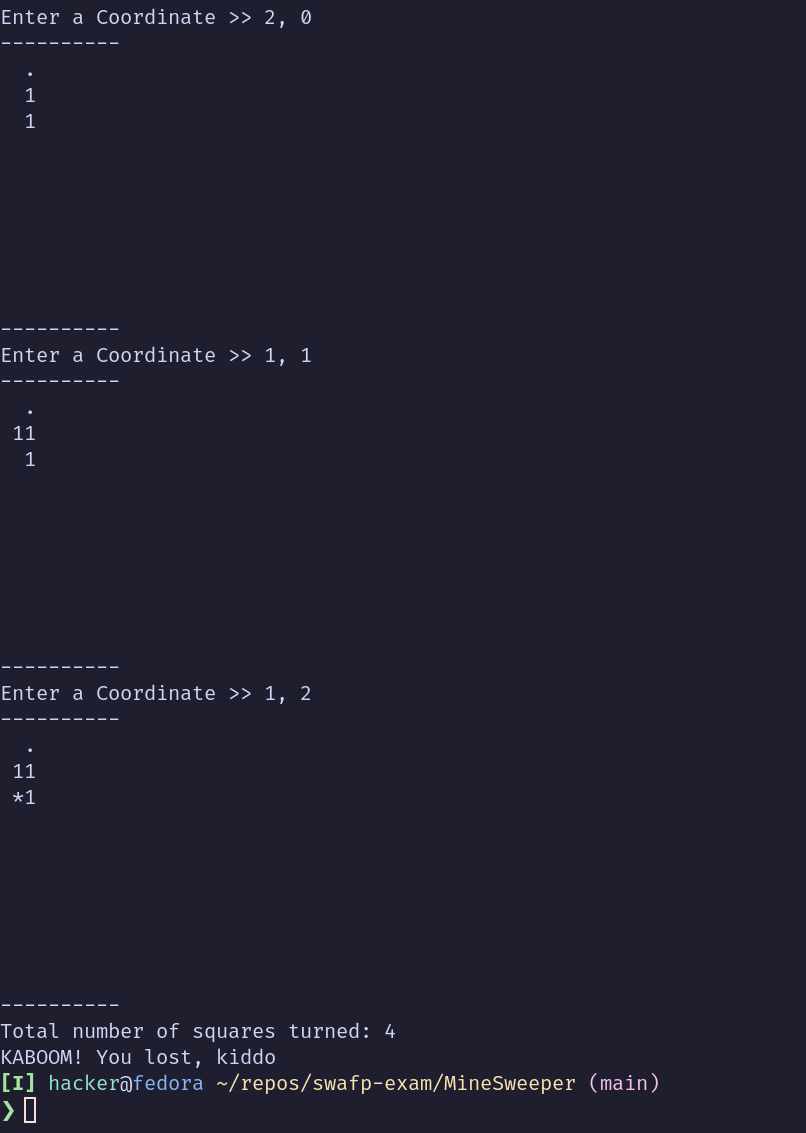 Enter a Coordinate >> 2, 0
----------
  .
  1
  1
----------
Enter a Coordinate >> 1, 1
----------
  .
 11
  1
----------
Enter a Coordinate >> 1, 2
----------
  .
 11
 *1
----------
Total number of squares turned: 4
KABOOM! You lost, kiddo
[I] hacker@fedora ~/repos/swafp-exam/MineSweeper (main)
❯